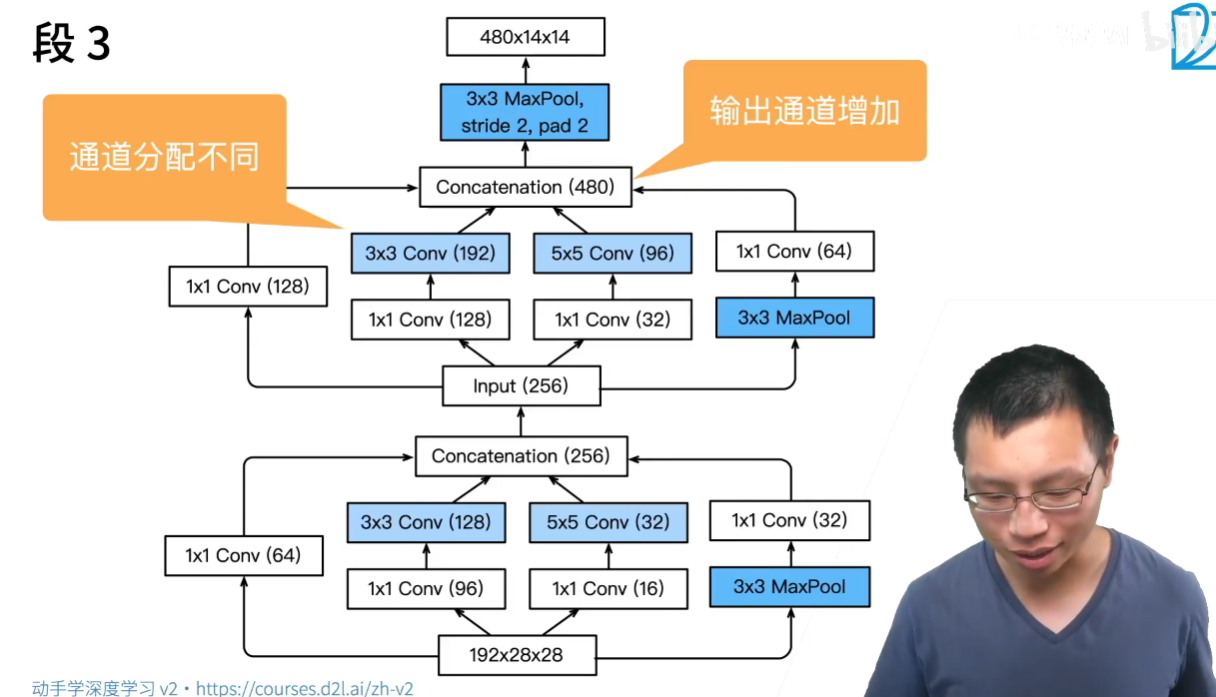 段 3
480x14x14
3x3 MaxPool,
stride 2, pad 2
输出通道增加
通道分配不同
Concatenation (480)
3x3 Conv (192)
5x5 Conv (96)
1x1 Conv (64)
1x1 Conv (128)
1x1 Conv (128)
1x1 Conv (32)
3x3 MaxPool
Input (256)
Concatenation (256)
3x3 Conv (128)
5x5 Conv (32)
1x1 Conv (32)
1x1 Conv (64)
1x1 Conv (96)
1x1 Conv (16)
3x3 MaxPool
192x28x28
动手学深度学习 v2 • https://courses.d2l.ai/zh-v2